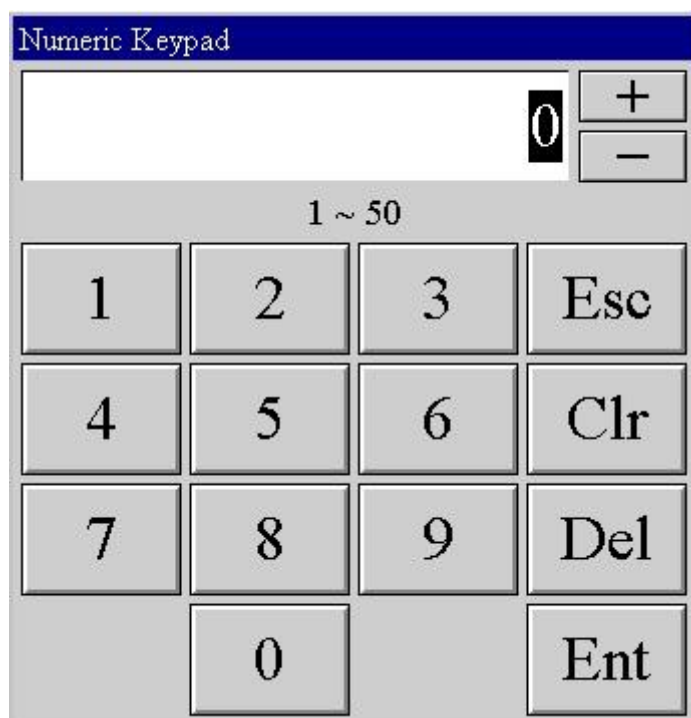 Numeric Keypad
0 +
−
1 ~ 50
1 2 3 Esc
4 5 6 Clr
7 8 9 Del
0 Ent